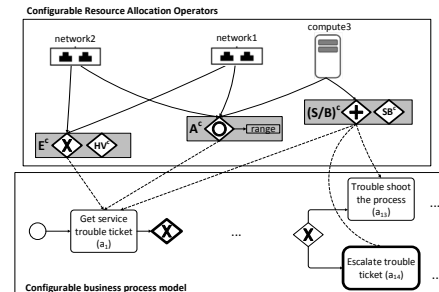 Configurable Resource Allocation Operators
network2
network1
compute3
E^c
X
HV^c
A^c
range
(S/B)^c
SB^c
Get service
trouble ticket
(a₁)
X
...
X
Trouble shoot
the process
(a₁₃)
...
Escalate trouble
ticket (a₁₄)
...
Configurable business process model